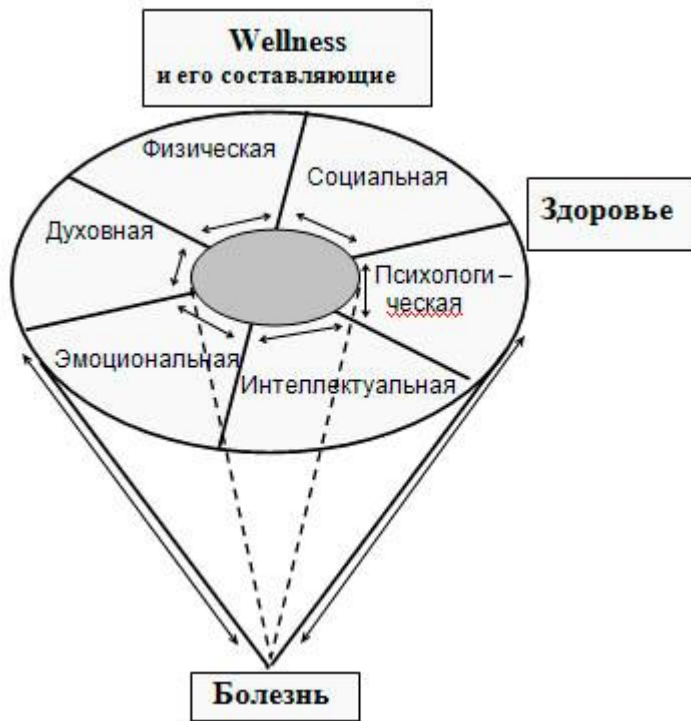 Wellness
и его составляющие
Физическая
Социальная
Здоровье
Духовная
Психологи –
ческая
Эмоциональная
Интеллектуальная
Болезнь